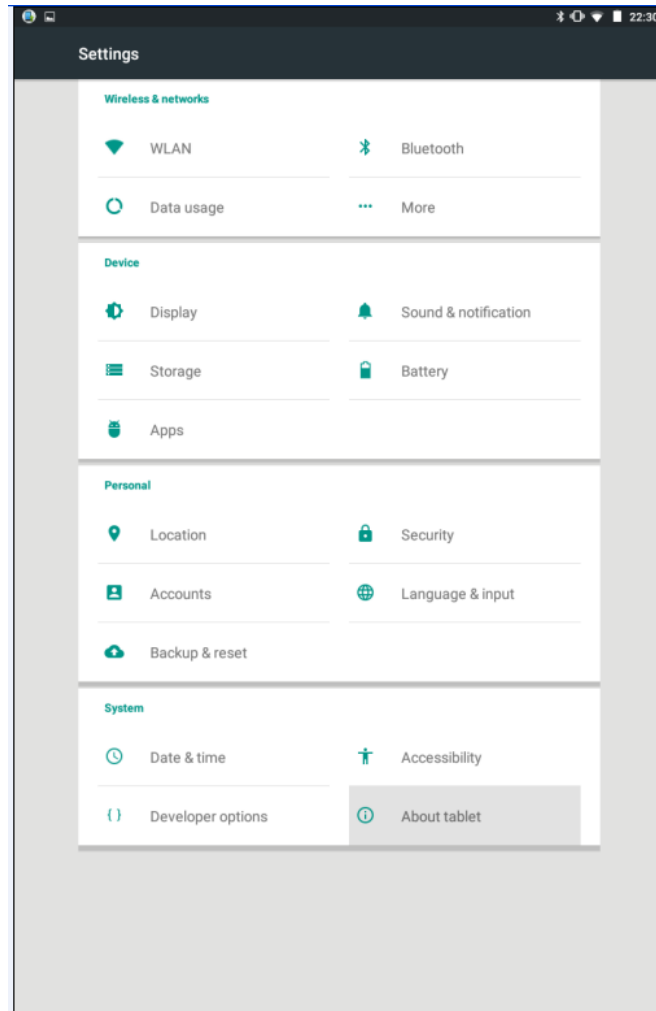 22:30
Settings
Wireless & networks
WLAN
Bluetooth
Data usage
More
Device
Display
Sound & notification
Storage
Battery
Apps
Personal
Location
Security
Accounts
Language & input
Backup & reset
System
Date & time
Accessibility
Developer options
About tablet